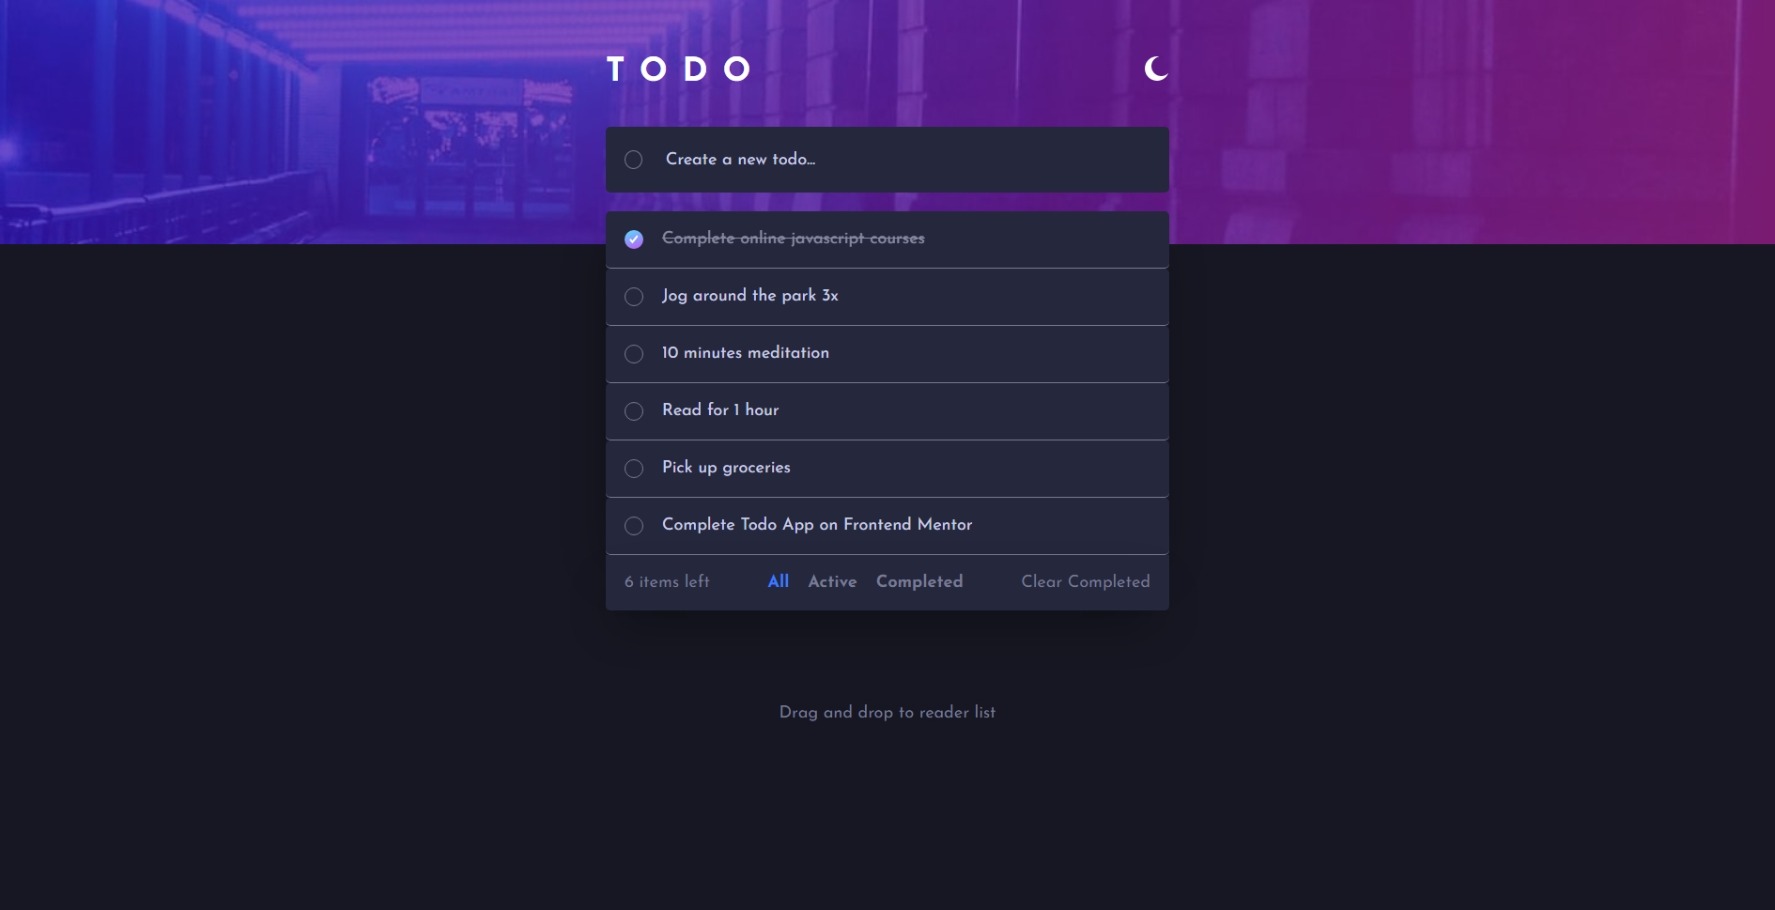 TODO
Create a new todo...
Complete online javascript courses
Jog around the park 3x
10 minutes meditation
Read for 1 hour
Pick up groceries
Complete Todo App on Frontend Mentor
6 items left All Active Completed Clear Completed
Drag and drop to reader list